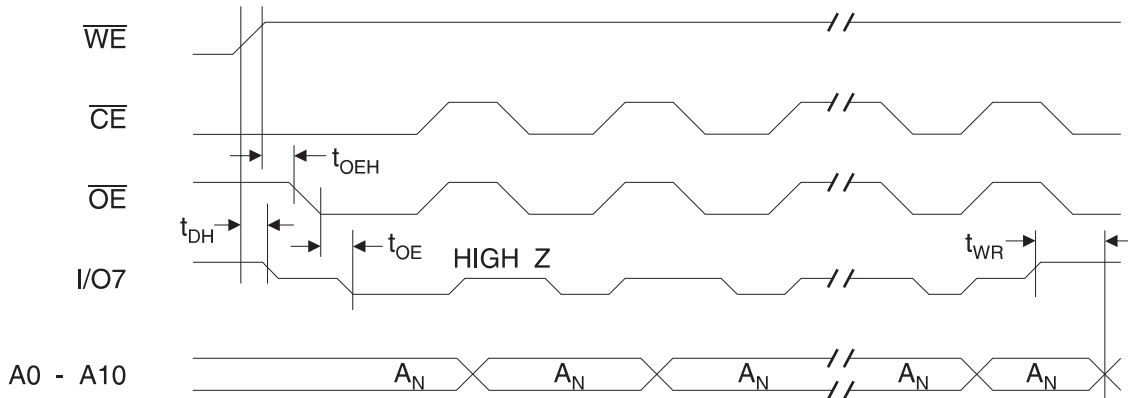 WE
CE
tOEH
OE
tDH
tOE
tWR
HIGH Z
I/O7
A0 - A10
AN AN AN AN AN